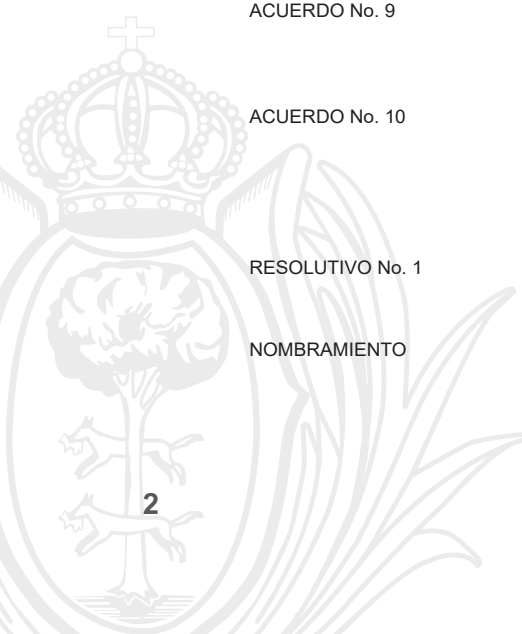 ACUERDO No. 9
ACUERDO No. 10
RESOLUTIVO No. 1
NOMBRAMIENTO
2